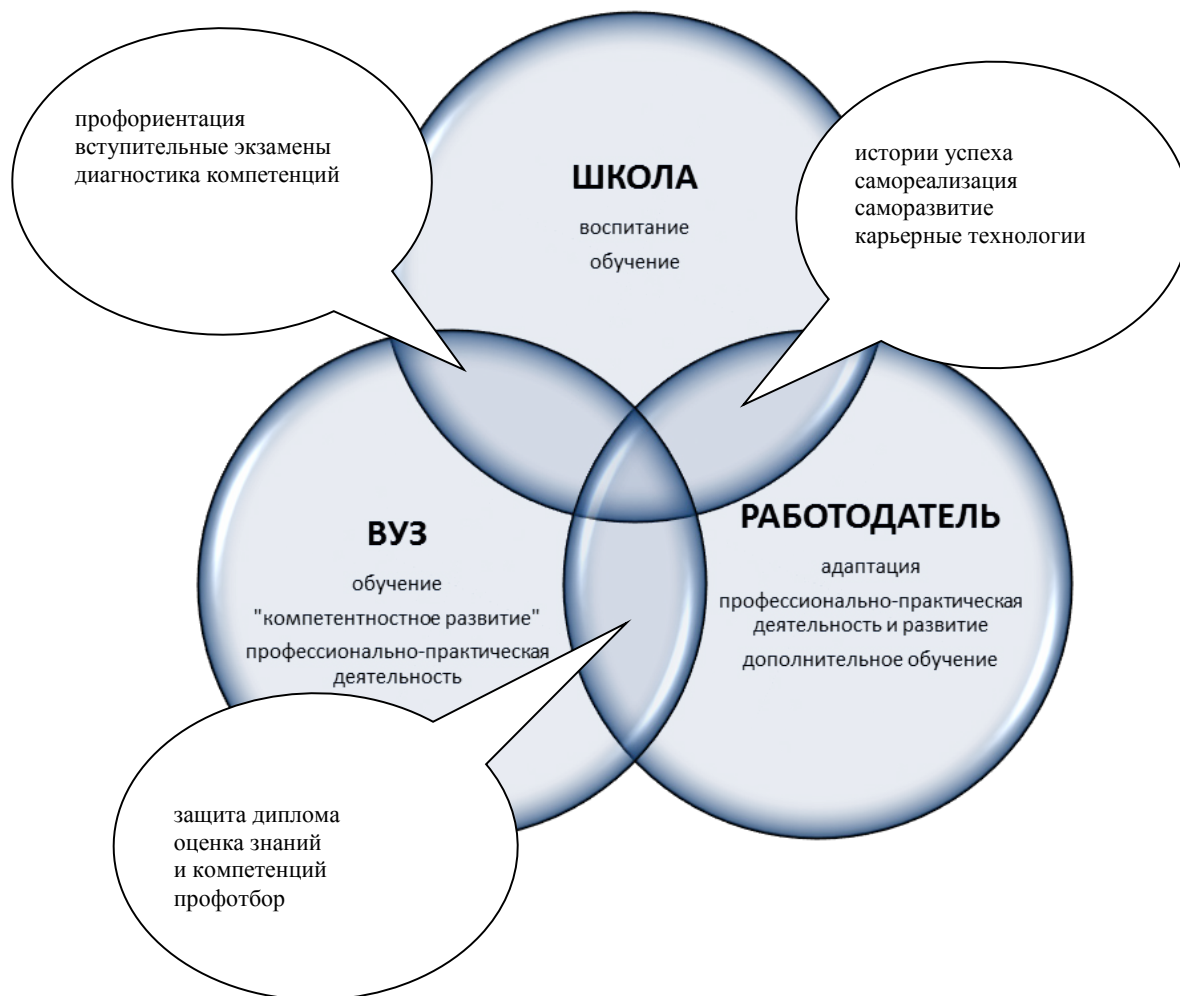 профориентация
вступительные экзамены
диагностика компетенций
истории успеха
самореализация
саморазвитие
карьерные технологии
ШКОЛА
воспитание
обучение
ВУЗ
обучение
"компетентностное развитие"
профессионально-практическая
деятельность
РАБОТОДАТЕЛЬ
адаптация
профессионально-практическая
деятельность и развитие
дополнительное обучение
защита диплома
оценка знаний
и компетенций
профотбор